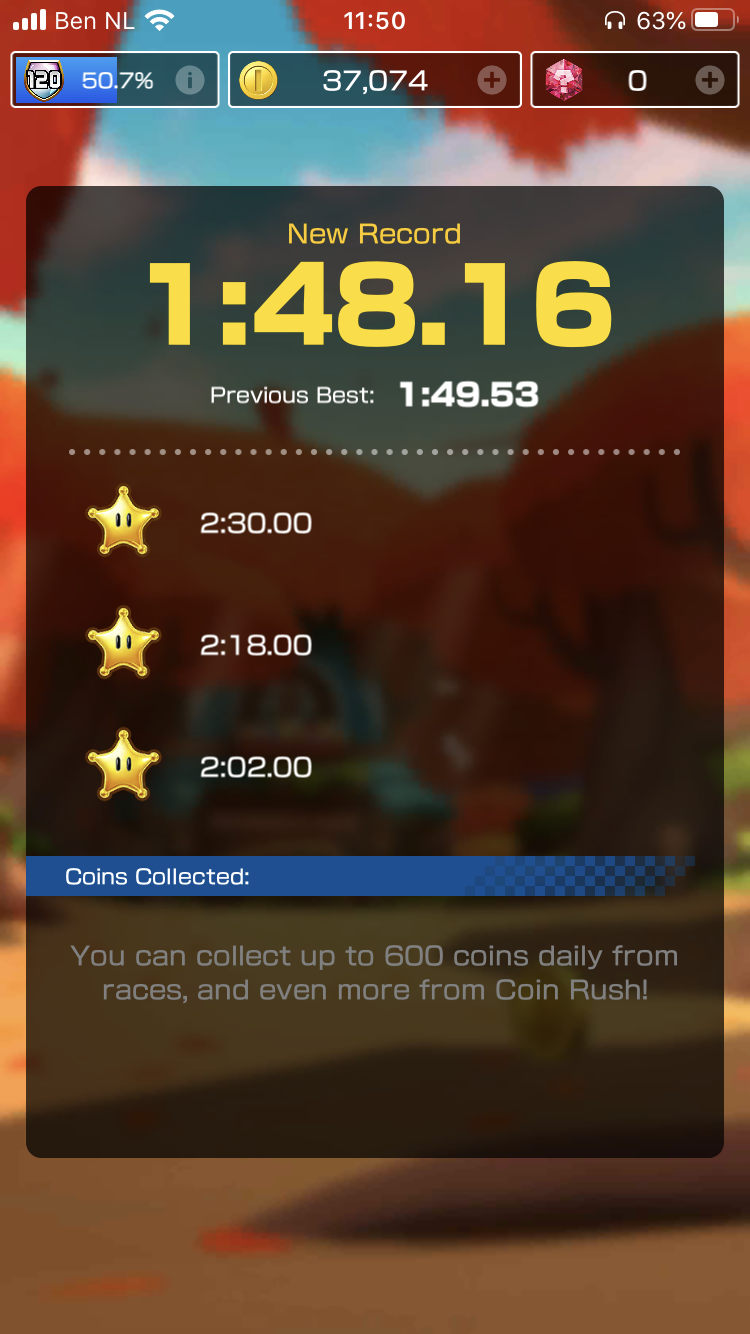 Ben NL 11:50 63%
120 50.7% i 37,074 + ? 0 +
New Record
1:48.16
Previous Best: 1:49.53
2:30.00
2:18.00
2:02.00
Coins Collected:
You can collect up to 600 coins daily from
races, and even more from Coin Rush!